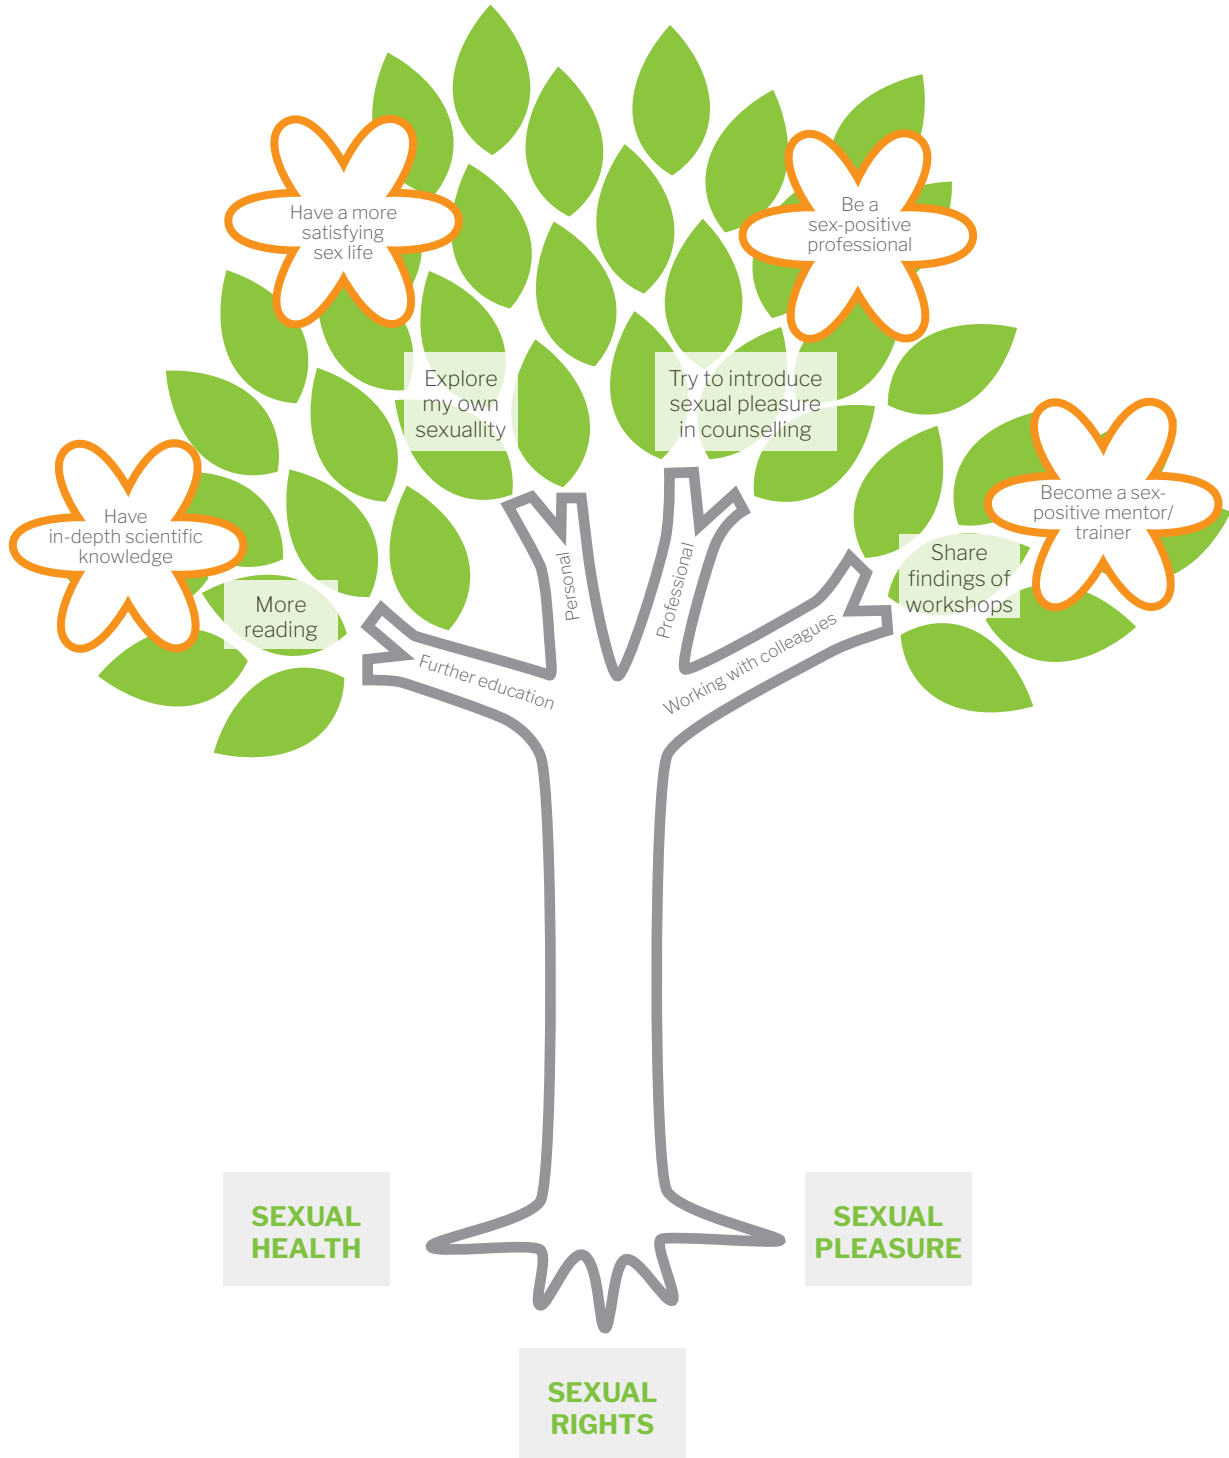 Have a more
satisfying
sex life
Be a
sex-positive
professional
Explore
my own
sexuallity
Try to introduce
sexual pleasure
in counselling
Have
in-depth scientific
knowledge
Become a sex-
positive mentor/
trainer
More
reading
Share
findings of
workshops
Further education
Personal
Professional
Working with colleagues
SEXUAL
HEALTH
SEXUAL
PLEASURE
SEXUAL
RIGHTS